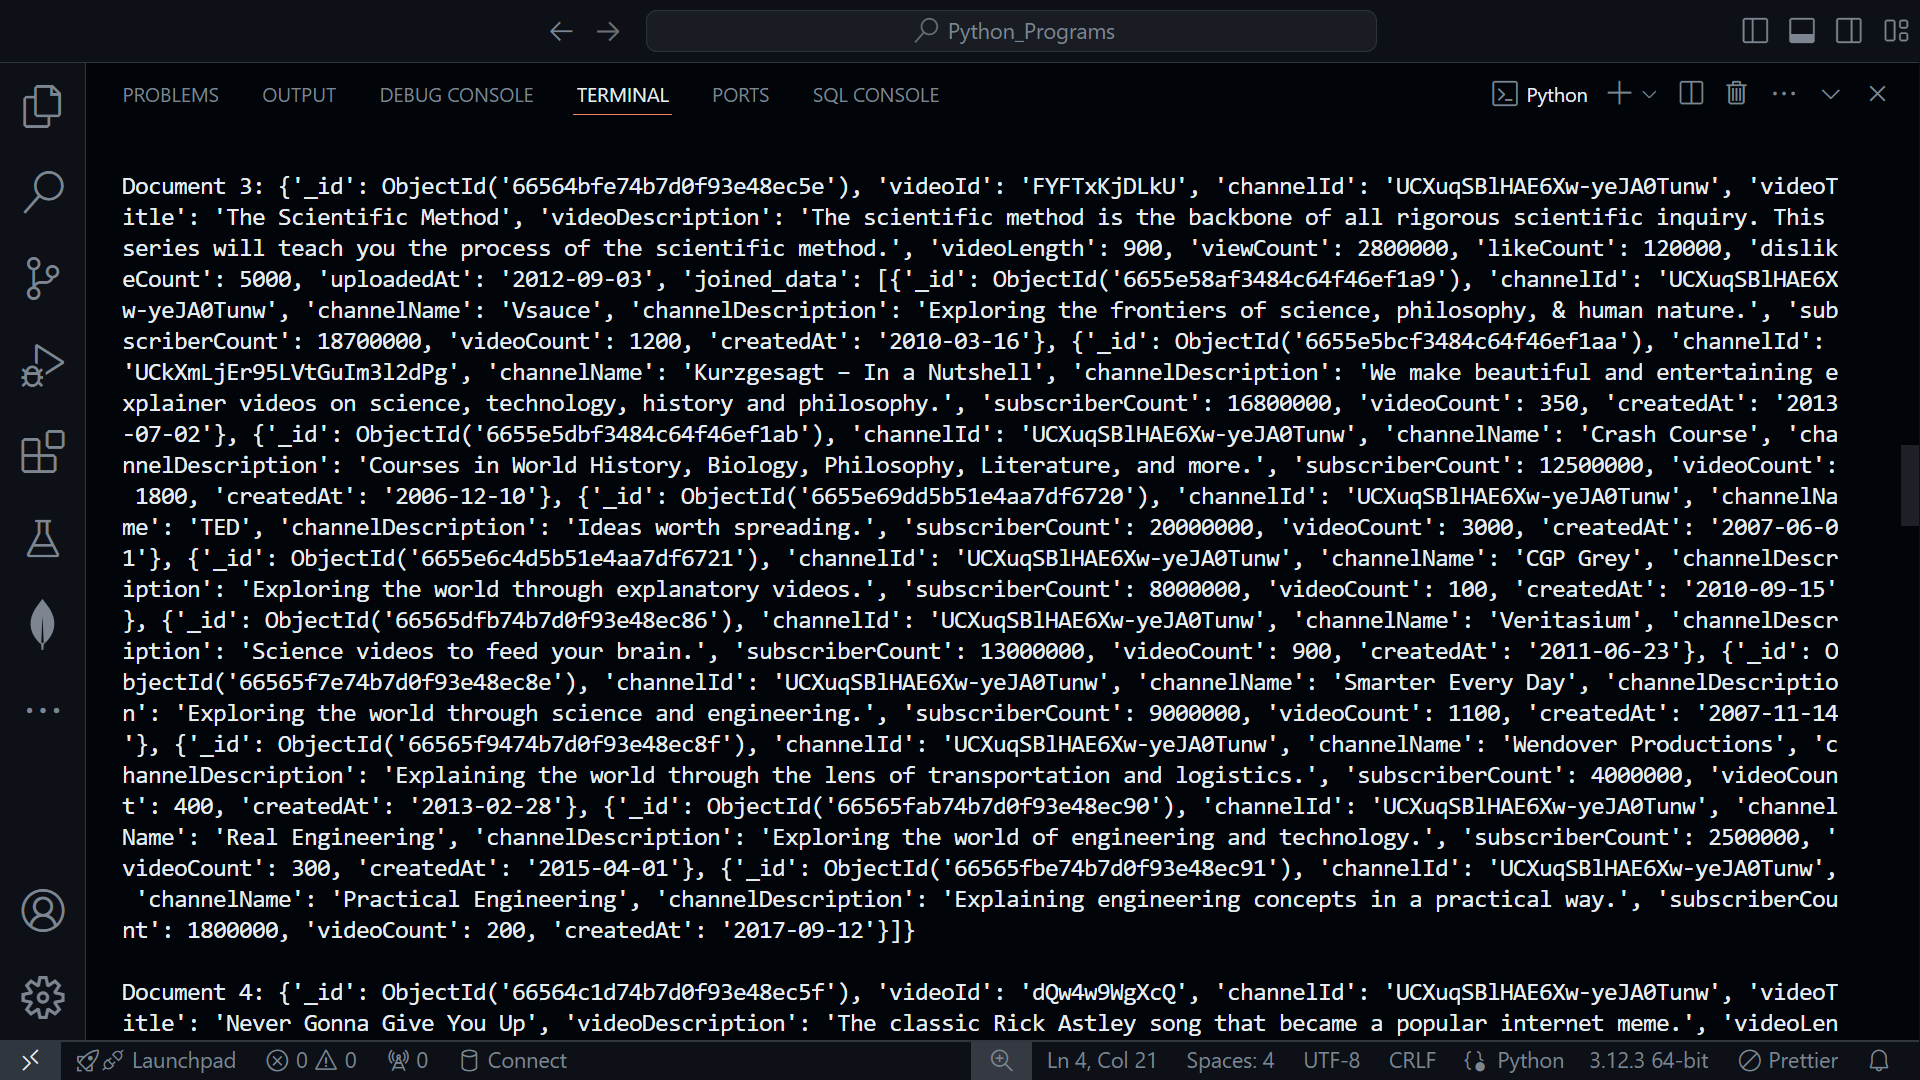 Python_Programs
PROBLEMS OUTPUT DEBUG CONSOLE TERMINAL PORTS SQL CONSOLE Python
Document 3: {'_id': ObjectId('66564bfe74b7d0f93e48ec5e'), 'videoId': 'FYFTxKjDLkU', 'channelId': 'UCXuqSBlHAE6Xw-yeJA0Tunw', 'videoT
itle': 'The Scientific Method', 'videoDescription': 'The scientific method is the backbone of all rigorous scientific inquiry. This
series will teach you the process of the scientific method.', 'videoLength': 900, 'viewCount': 2800000, 'likeCount': 120000, 'dislik
eCount': 5000, 'uploadedAt': '2012-09-03', 'joined_data': [{'_id': ObjectId('6655e58af3484c64f46ef1a9'), 'channelId': 'UCXuqSBlHAE6X
w-yeJA0Tunw', 'channelName': 'Vsauce', 'channelDescription': 'Exploring the frontiers of science, philosophy, & human nature.', 'sub
scriberCount': 18700000, 'videoCount': 1200, 'createdAt': '2010-03-16'}, {'_id': ObjectId('6655e5bcf3484c64f46ef1aa'), 'channelId':
'UCkXmLjEr95LVtGuIm3l2dPg', 'channelName': 'Kurzgesagt – In a Nutshell', 'channelDescription': 'We make beautiful and entertaining e
xplainer videos on science, technology, history and philosophy.', 'subscriberCount': 16800000, 'videoCount': 350, 'createdAt': '2013
-07-02'}, {'_id': ObjectId('6655e5dbf3484c64f46ef1ab'), 'channelId': 'UCXuqSBlHAE6Xw-yeJA0Tunw', 'channelName': 'Crash Course', 'cha
nnelDescription': 'Courses in World History, Biology, Philosophy, Literature, and more.', 'subscriberCount': 12500000, 'videoCount':
1800, 'createdAt': '2006-12-10'}, {'_id': ObjectId('6655e69dd5b51e4aa7df6720'), 'channelId': 'UCXuqSBlHAE6Xw-yeJA0Tunw', 'channelNa
me': 'TED', 'channelDescription': 'Ideas worth spreading.', 'subscriberCount': 20000000, 'videoCount': 3000, 'createdAt': '2007-06-0
1'}, {'_id': ObjectId('6655e6c4d5b51e4aa7df6721'), 'channelId': 'UCXuqSBlHAE6Xw-yeJA0Tunw', 'channelName': 'CGP Grey', 'channelDescr
iption': 'Exploring the world through explanatory videos.', 'subscriberCount': 8000000, 'videoCount': 100, 'createdAt': '2010-09-15'
}, {'_id': ObjectId('66565dfb74b7d0f93e48ec86'), 'channelId': 'UCXuqSBlHAE6Xw-yeJA0Tunw', 'channelName': 'Veritasium', 'channelDescr
iption': 'Science videos to feed your brain.', 'subscriberCount': 13000000, 'videoCount': 900, 'createdAt': '2011-06-23'}, {'_id': O
bjectId('66565f7e74b7d0f93e48ec8e'), 'channelId': 'UCXuqSBlHAE6Xw-yeJA0Tunw', 'channelName': 'Smarter Every Day', 'channelDescriptio
n': 'Exploring the world through science and engineering.', 'subscriberCount': 9000000, 'videoCount': 1100, 'createdAt': '2007-11-14
'}, {'_id': ObjectId('66565f9474b7d0f93e48ec8f'), 'channelId': 'UCXuqSBlHAE6Xw-yeJA0Tunw', 'channelName': 'Wendover Productions', 'c
hannelDescription': 'Explaining the world through the lens of transportation and logistics.', 'subscriberCount': 4000000, 'videoCoun
t': 400, 'createdAt': '2013-02-28'}, {'_id': ObjectId('66565fab74b7d0f93e48ec90'), 'channelId': 'UCXuqSBlHAE6Xw-yeJA0Tunw', 'channel
Name': 'Real Engineering', 'channelDescription': 'Exploring the world of engineering and technology.', 'subscriberCount': 2500000, '
videoCount': 300, 'createdAt': '2015-04-01'}, {'_id': ObjectId('66565fbe74b7d0f93e48ec91'), 'channelId': 'UCXuqSBlHAE6Xw-yeJA0Tunw',
'channelName': 'Practical Engineering', 'channelDescription': 'Explaining engineering concepts in a practical way.', 'subscriberCou
nt': 1800000, 'videoCount': 200, 'createdAt': '2017-09-12'}]}
Document 4: {'_id': ObjectId('66564c1d74b7d0f93e48ec5f'), 'videoId': 'dQw4w9WgXcQ', 'channelId': 'UCXuqSBlHAE6Xw-yeJA0Tunw', 'videoT
itle': 'Never Gonna Give You Up', 'videoDescription': 'The classic Rick Astley song that became a popular internet meme.', 'videoLen
Launchpad 0 0 0 Connect Ln 4, Col 21 Spaces: 4 UTF-8 CRLF Python 3.12.3 64-bit Prettier